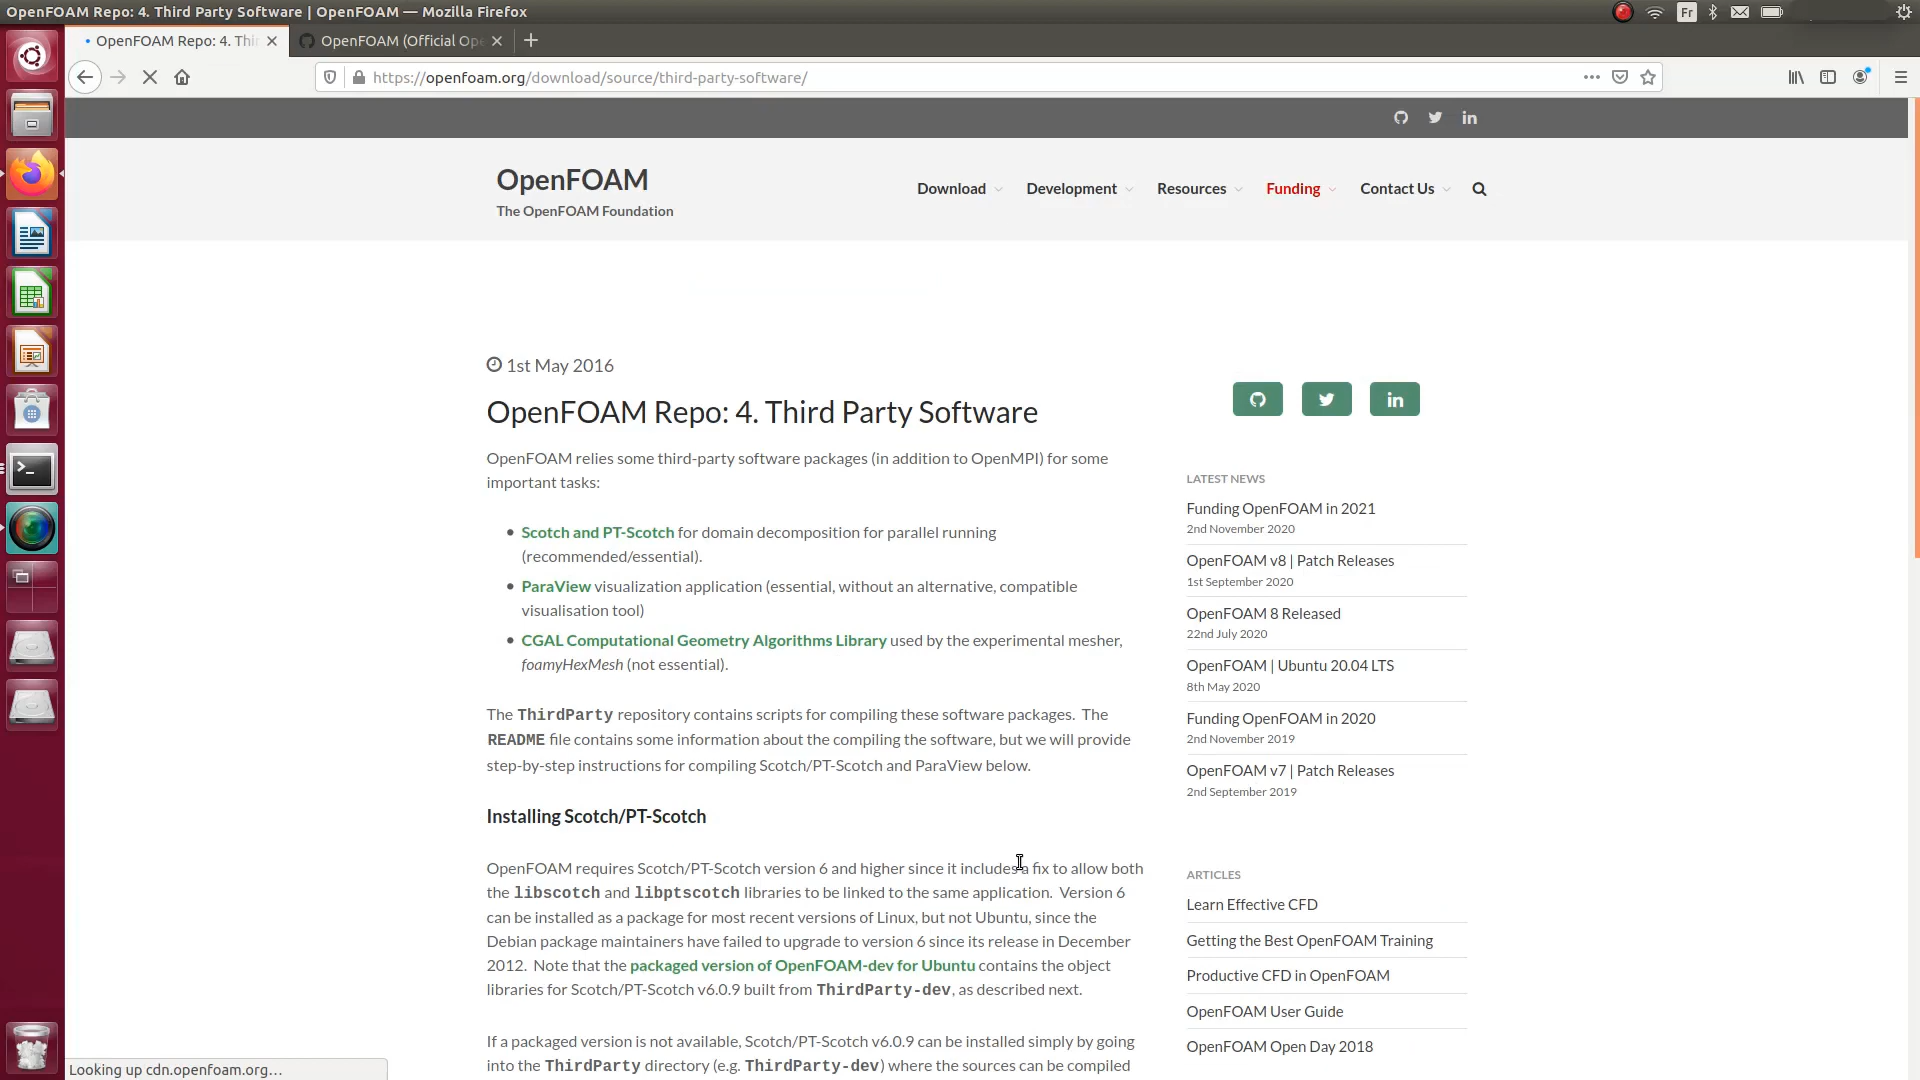 OpenFOAM Repo: 4. Third Party Software | OpenFOAM — Mozilla Firefox
Fr
OpenFOAM Repo: 4. Thi
OpenFOAM (Official Ope
https://openfoam.org/download/source/third-party-software/
OpenFOAM
The OpenFOAM Foundation
Download
Development
Resources
Funding
Contact Us
1st May 2016
OpenFOAM Repo: 4. Third Party Software
OpenFOAM relies some third-party software packages (in addition to OpenMPI) for some
important tasks:
Scotch and PT-Scotch for domain decomposition for parallel running
(recommended/essential).
ParaView visualization application (essential, without an alternative, compatible
visualisation tool)
CGAL Computational Geometry Algorithms Library used by the experimental mesher,
foamyHexMesh (not essential).
The ThirdParty repository contains scripts for compiling these software packages. The
README file contains some information about the compiling the software, but we will provide
step-by-step instructions for compiling Scotch/PT-Scotch and ParaView below.
Installing Scotch/PT-Scotch
OpenFOAM requires Scotch/PT-Scotch version 6 and higher since it includes a fix to allow both
the libscotch and libptscotch libraries to be linked to the same application. Version 6
can be installed as a package for most recent versions of Linux, but not Ubuntu, since the
Debian package maintainers have failed to upgrade to version 6 since its release in December
2012. Note that the packaged version of OpenFOAM-dev for Ubuntu contains the object
libraries for Scotch/PT-Scotch v6.0.9 built from ThirdParty-dev, as described next.
If a packaged version is not available, Scotch/PT-Scotch v6.0.9 can be installed simply by going
into the ThirdParty directory (e.g. ThirdParty-dev) where the sources can be compiled
LATEST NEWS
Funding OpenFOAM in 2021
2nd November 2020
OpenFOAM v8 | Patch Releases
1st September 2020
OpenFOAM 8 Released
22nd July 2020
OpenFOAM | Ubuntu 20.04 LTS
8th May 2020
Funding OpenFOAM in 2020
2nd November 2019
OpenFOAM v7 | Patch Releases
2nd September 2019
ARTICLES
Learn Effective CFD
Getting the Best OpenFOAM Training
Productive CFD in OpenFOAM
OpenFOAM User Guide
OpenFOAM Open Day 2018
Looking up cdn.openfoam.org…